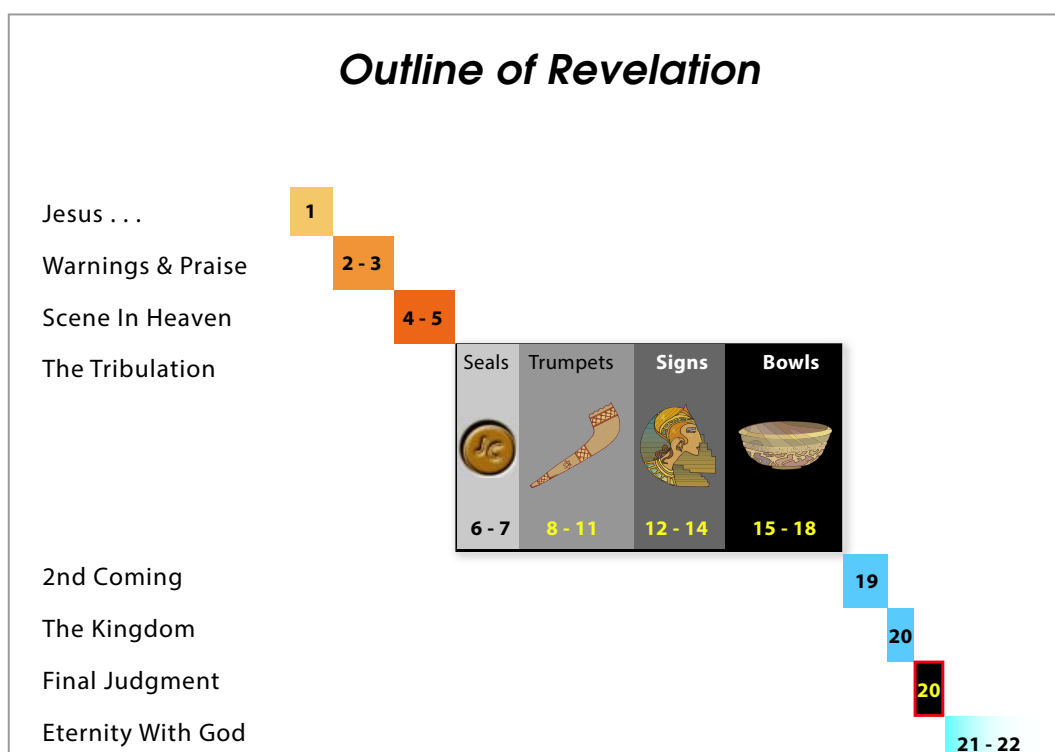 Outline of Revelation
Jesus . . .
1
Warnings & Praise
2 - 3
Scene In Heaven
4 - 5
The Tribulation
Seals Trumpets Signs Bowls
JC
6 - 7 8 - 11 12 - 14 15 - 18
2nd Coming
19
The Kingdom
20
Final Judgment
20
Eternity With God
21 - 22